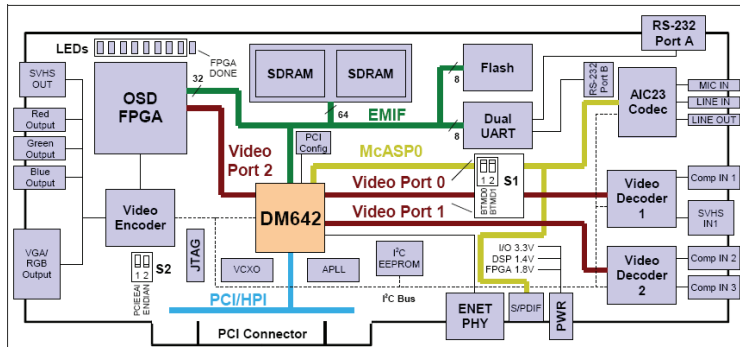 RS-232
Port A
LEDs
FPGA
DONE
SVHS
OUT
Red
Output
Green
Output
Blue
Output
VGA/
RGB
Output
OSD
FPGA
32
SDRAM
SDRAM
64
EMIF
Flash
8
Dual
UART
8
RS-232
Port B
AIC23
Codec
MIC IN
LINE IN
LINE OUT
PCI
Config
McASP0
Video
Port 2
Video Port 0
Video Port 1
1 2
S1
BTMD0
BTMD1
DM642
Video
Encoder
1 2
S2
PCIEEAI
ENDIAN
JTAG
VCXO
APLL
I²C
EEPROM
I²C Bus
I/O 3.3V
DSP 1.4V
FPGA 1.8V
Video
Decoder
1
Comp IN 1
SVHS
IN1
Video
Decoder
2
Comp IN 2
Comp IN 3
PCI/HPI
PCI Connector
ENET
PHY
S/PDIF
PWR